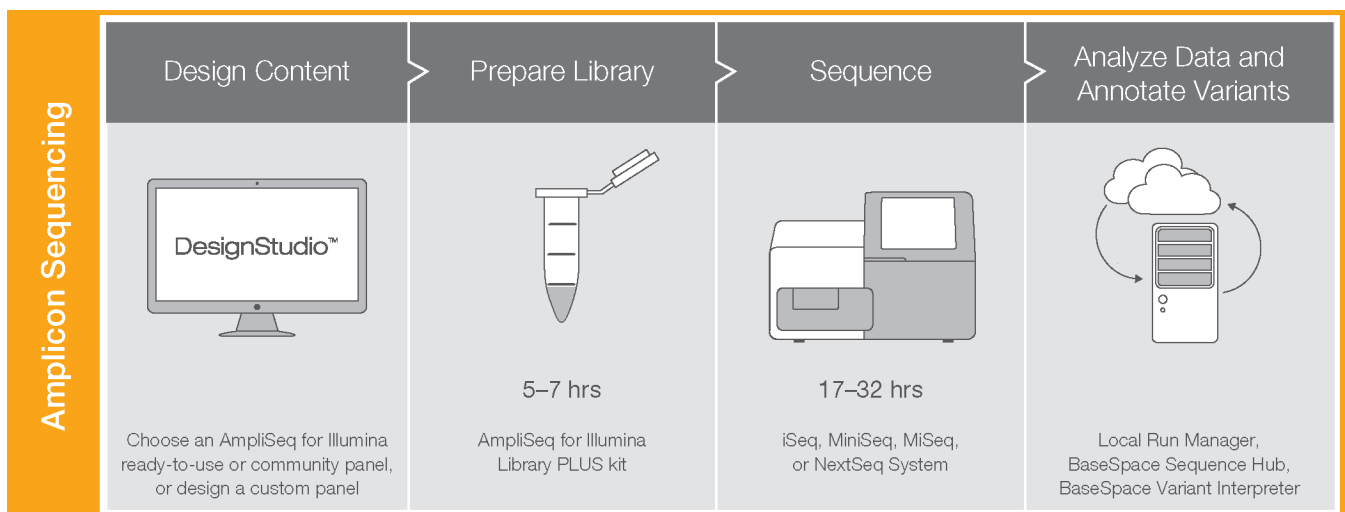 Amplicon Sequencing
Design Content
DesignStudio™
Choose an AmpliSeq for Illumina
ready-to-use or community panel,
or design a custom panel
Prepare Library
5–7 hrs
AmpliSeq for Illumina
Library PLUS kit
Sequence
17–32 hrs
iSeq, MiniSeq, MiSeq,
or NextSeq System
Analyze Data and
Annotate Variants
Local Run Manager,
BaseSpace Sequence Hub,
BaseSpace Variant Interpreter